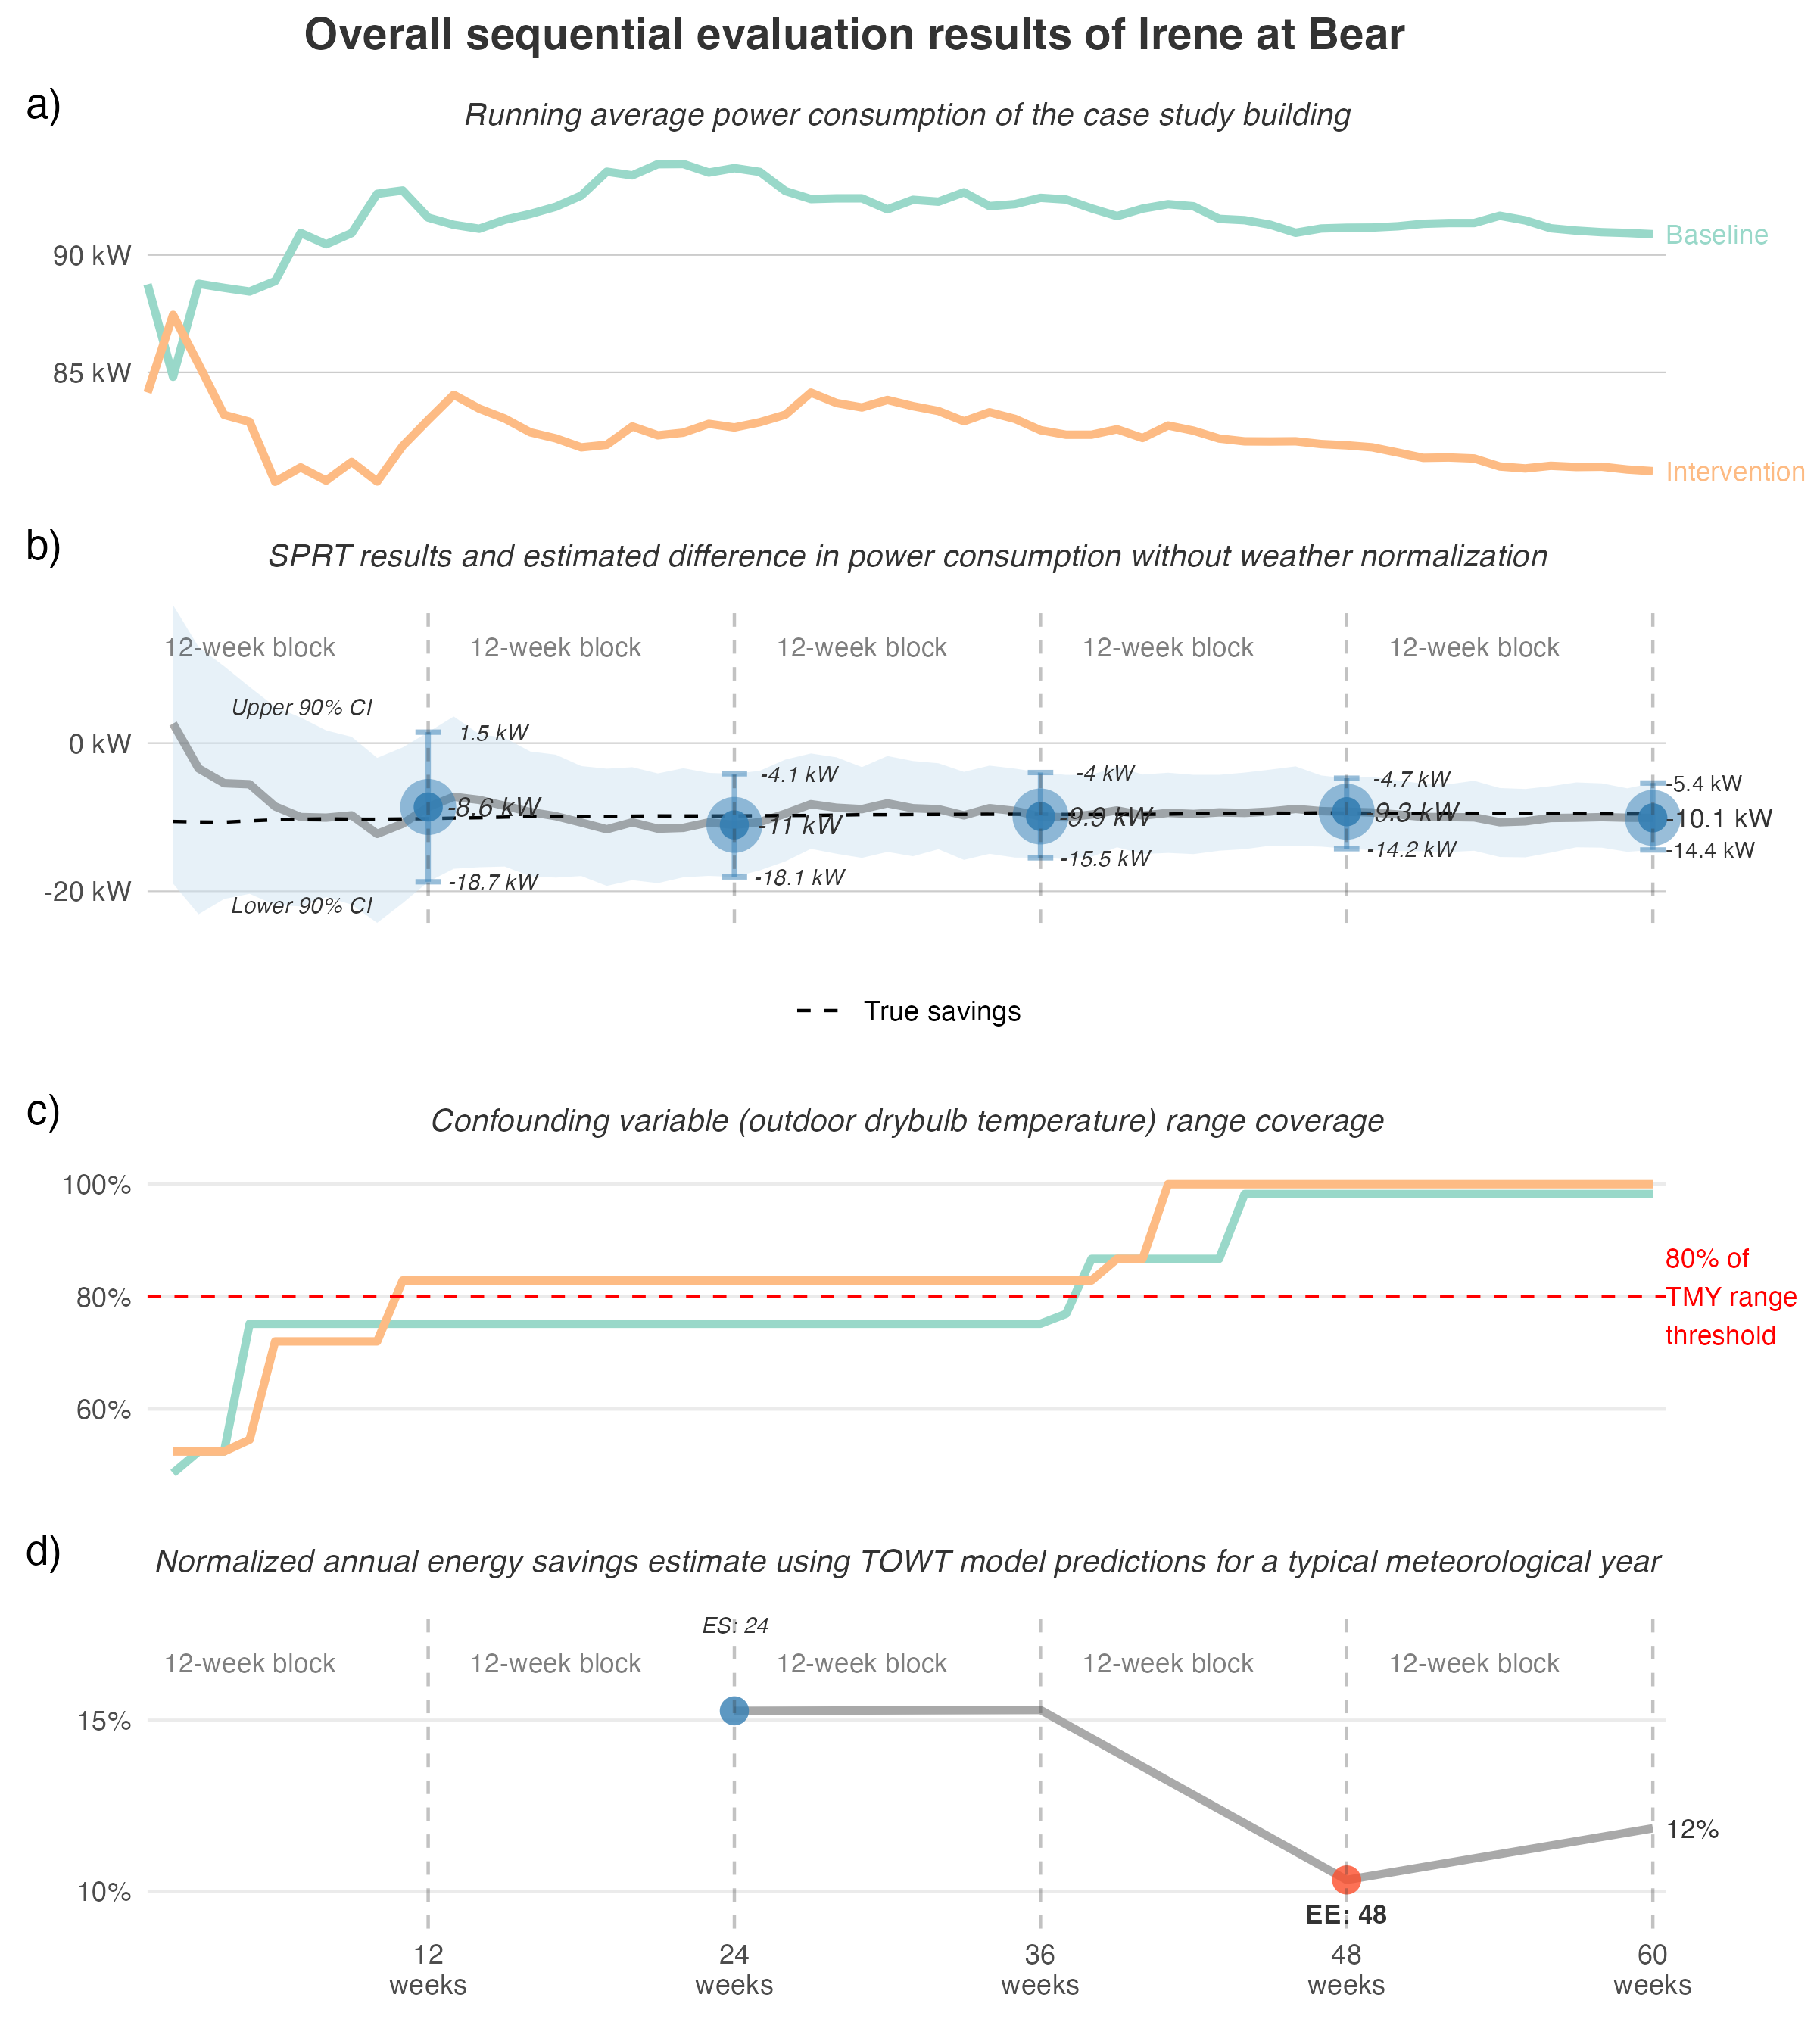 Overall sequential evaluation results of Irene at Bear
a)
Running average power consumption of the case study building
90 kW
85 kW
Baseline
Intervention
b)
SPRT results and estimated difference in power consumption without weather normalization
12-week block 12-week block 12-week block 12-week block 12-week block
Upper 90% CI
0 kW
-20 kW
Lower 90% CI
1.5 kW
-8.6 kW
-18.7 kW
-4.1 kW
-11 kW
-18.1 kW
-4 kW
-9.9 kW
-15.5 kW
-4.7 kW
-9.3 kW
-14.2 kW
-5.4 kW
-10.1 kW
-14.4 kW
True savings
c)
Confounding variable (outdoor drybulb temperature) range coverage
100%
80%
60%
80% of
TMY range
threshold
d)
Normalized annual energy savings estimate using TOWT model predictions for a typical meteorological year
ES: 24
12-week block 12-week block 12-week block 12-week block 12-week block
15%
10%
12%
EE: 48
12 24 36 48 60
weeks weeks weeks weeks weeks